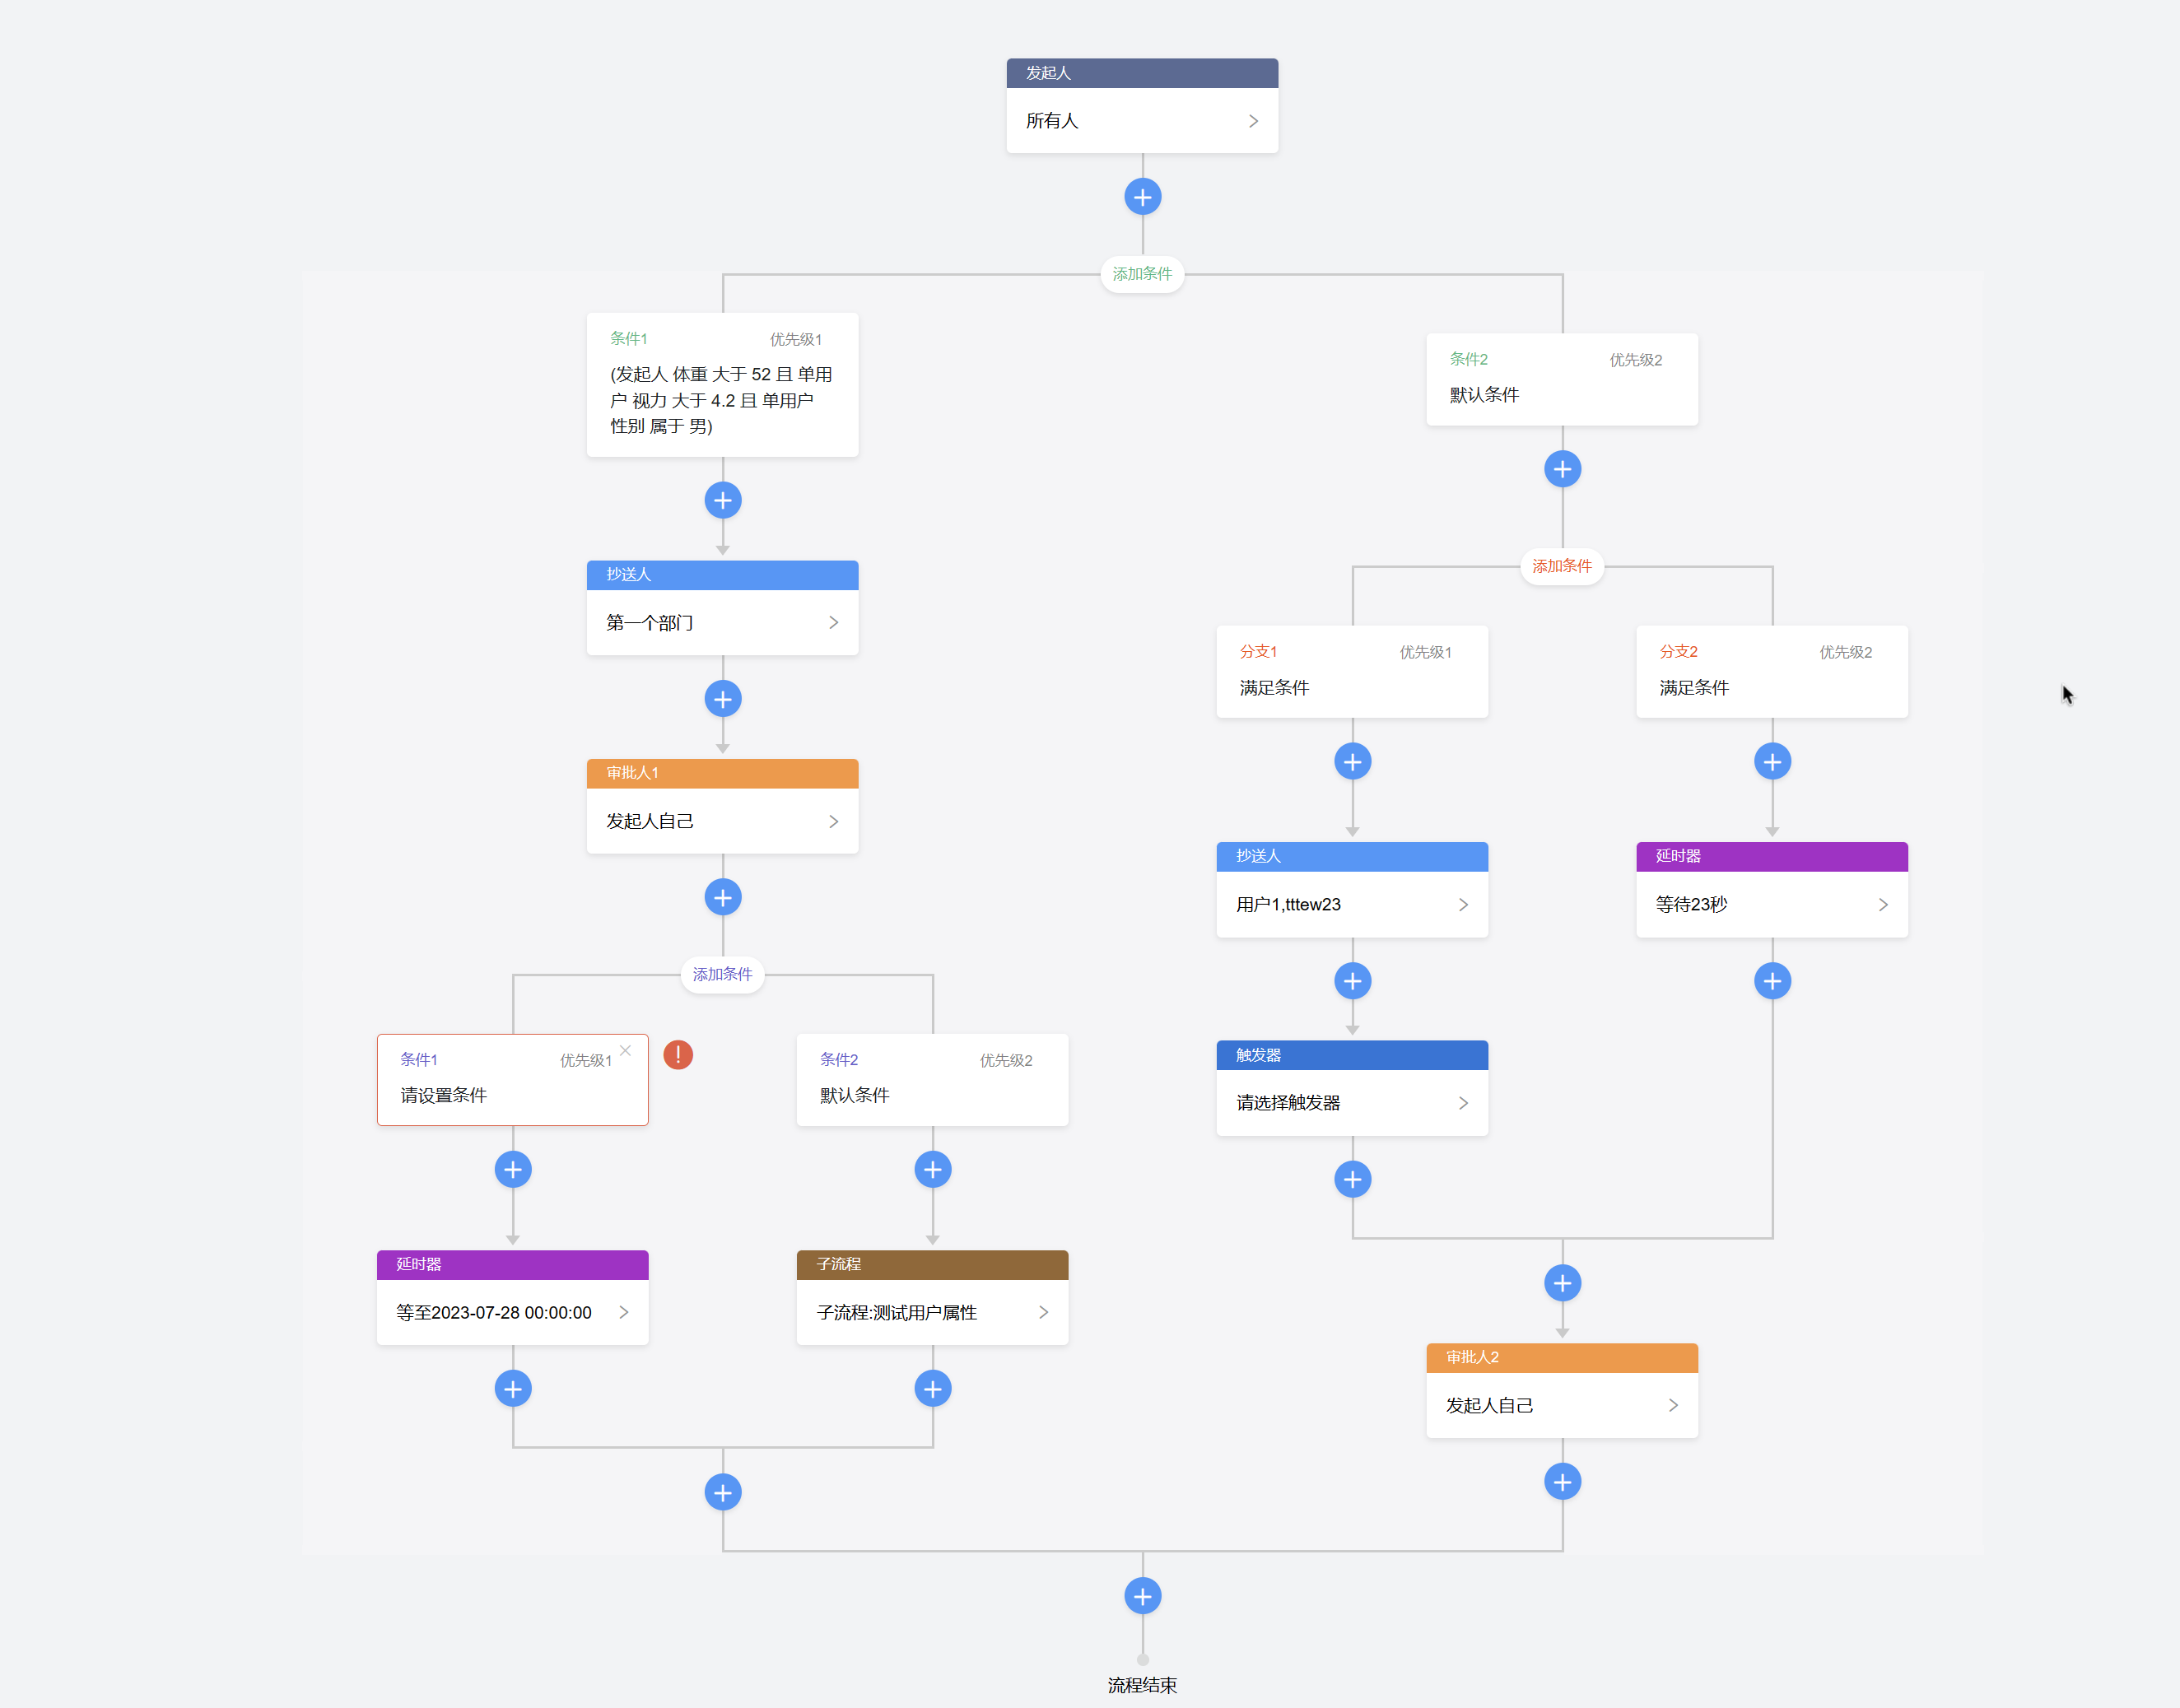 发起人
所有人
添加条件
条件1 优先级1
(发起人 体重 大于 52 且 单用
户 视力 大于 4.2 且 单用户
性别 属于 男)
条件2 优先级2
默认条件
抄送人
第一个部门
添加条件
分支1 优先级1
满足条件
分支2 优先级2
满足条件
审批人1
发起人自己
抄送人
用户1,tttew23
延时器
等待23秒
添加条件
条件1 优先级1
请设置条件
条件2 优先级2
默认条件
触发器
请选择触发器
延时器
等至2023-07-28 00:00:00
子流程
子流程:测试用户属性
审批人2
发起人自己
流程结束